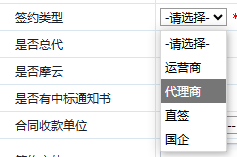 签约类型 -请选择- *
是否总代 -请选择-
是否摩云 运营商
代理商
是否有中标通知书 直签
合同收款单位 国企